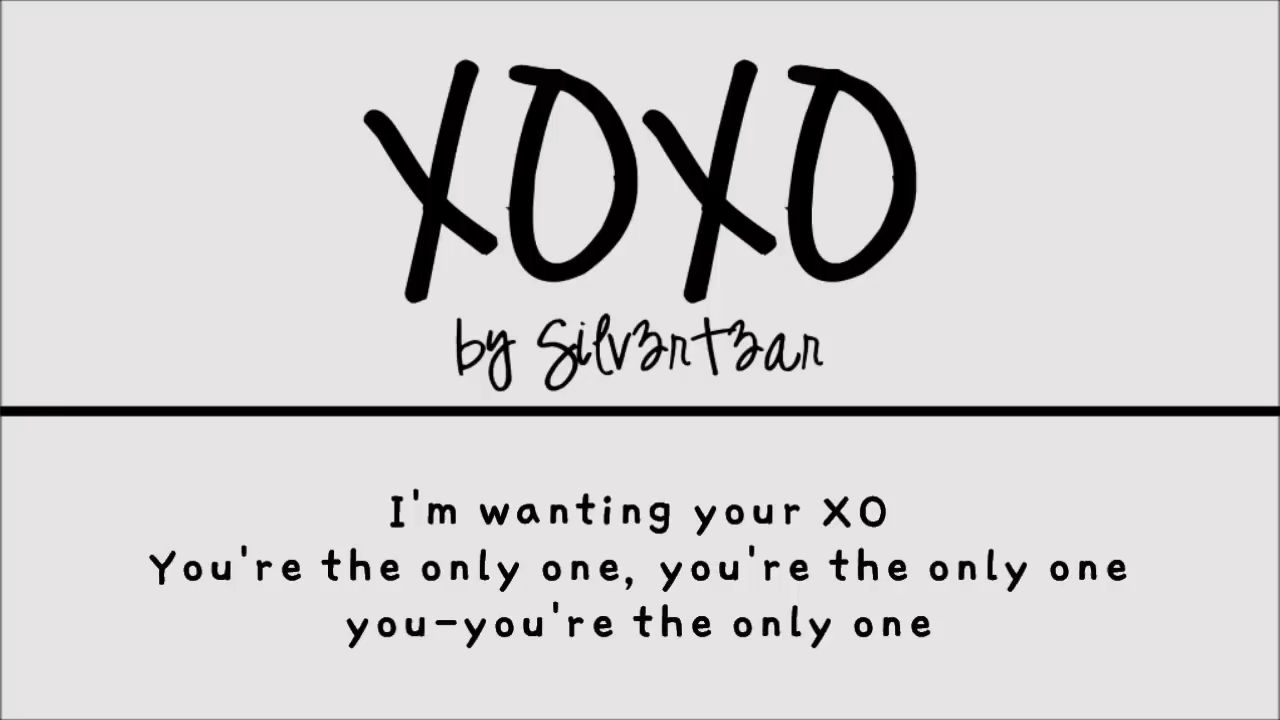 XOXO
by Silv3rt3ar
I'm wanting your XO
You're the only one, you're the only one
you-you're the only one